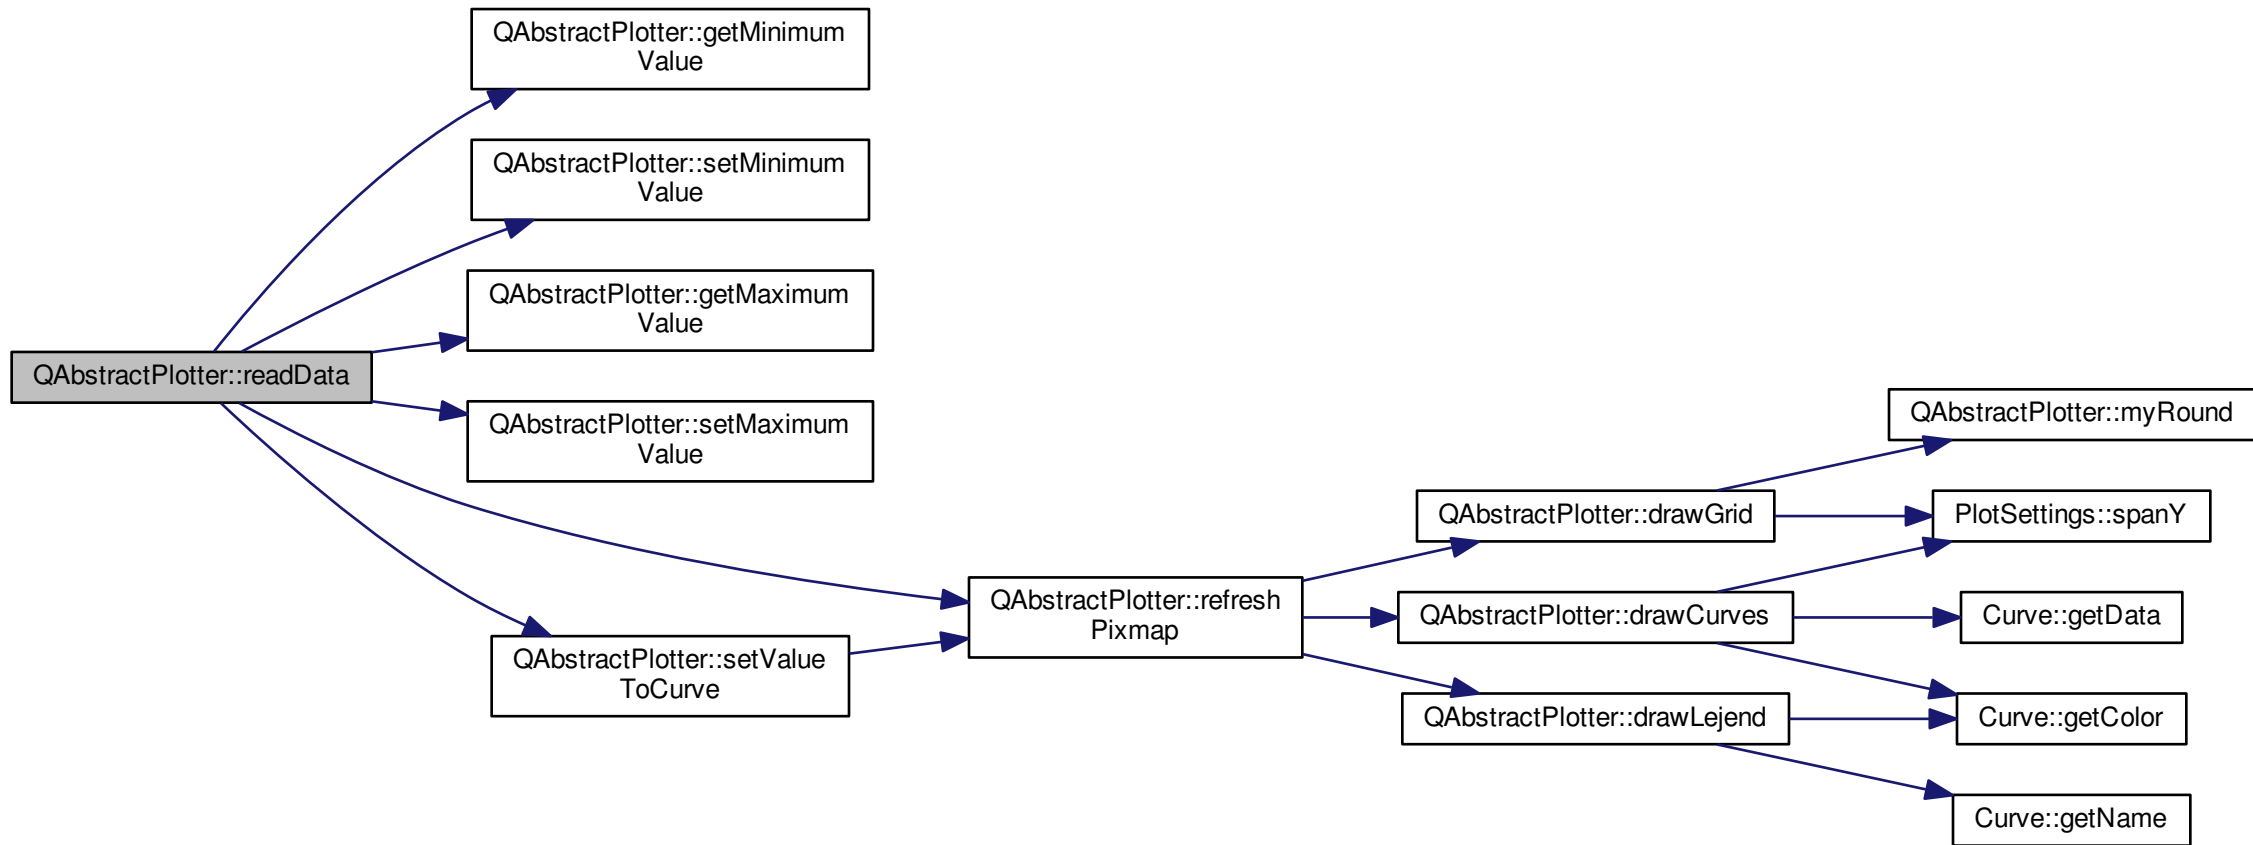 QAbstractPlotter::getMinimum
Value
QAbstractPlotter::setMinimum
Value
QAbstractPlotter::getMaximum
Value
QAbstractPlotter::readData
QAbstractPlotter::setMaximum
Value
QAbstractPlotter::myRound
QAbstractPlotter::drawGrid
PlotSettings::spanY
QAbstractPlotter::refresh
Pixmap
QAbstractPlotter::drawCurves
Curve::getData
QAbstractPlotter::setValue
ToCurve
QAbstractPlotter::drawLejend
Curve::getColor
Curve::getName